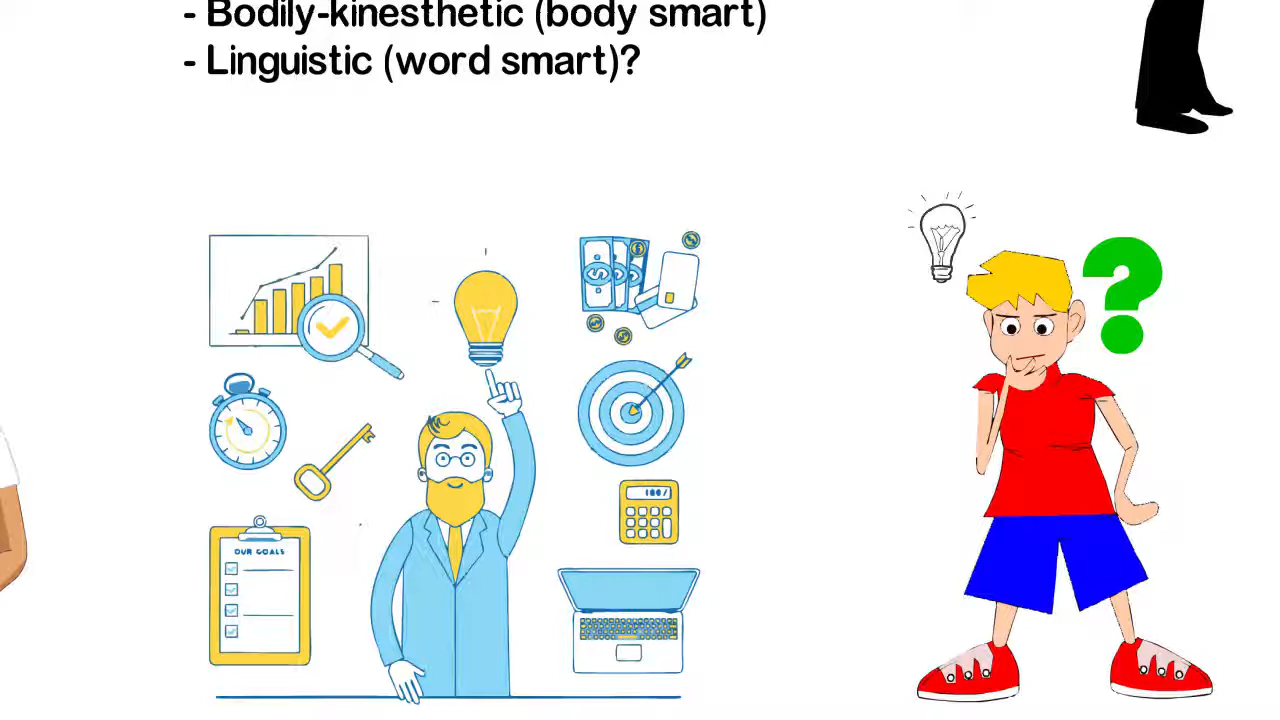 - Bodily-kinesthetic (body smart)
- Linguistic (word smart)?
OUR GOALS
?